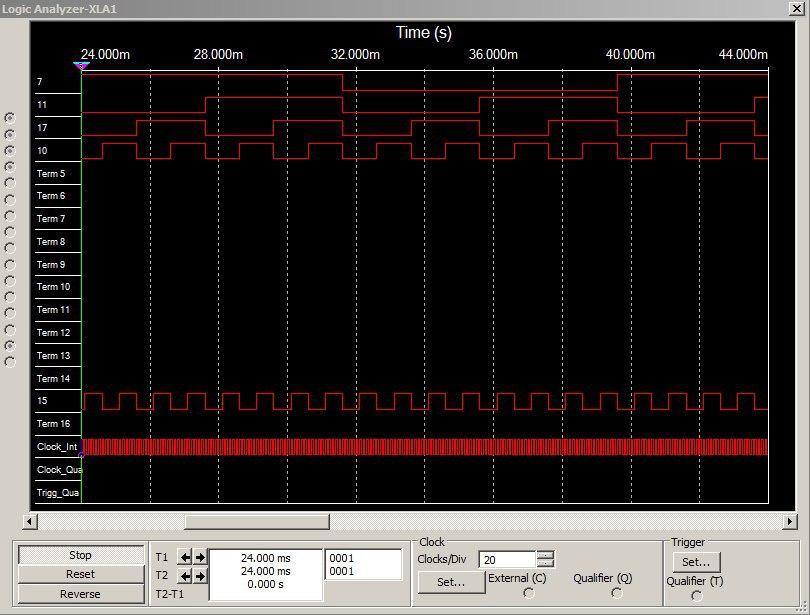 Logic Analyzer-XLA1
Time (s)
24.000m 28.000m 32.000m 36.000m 40.000m 44.000m
7
11
17
10
Term 5
Term 6
Term 7
Term 8
Term 9
Term 10
Term 11
Term 12
Term 13
Term 14
15
Term 16
Clock_Int
Clock_Qua
Trigg_Qua
Stop
Reset
Reverse
T1
T2
T2-T1
24.000 ms
24.000 ms
0.000 s
0001
0001
Clock
Clocks/Div 20
Set...
External (C)
Qualifier (Q)
Trigger
Set...
Qualifier (T)